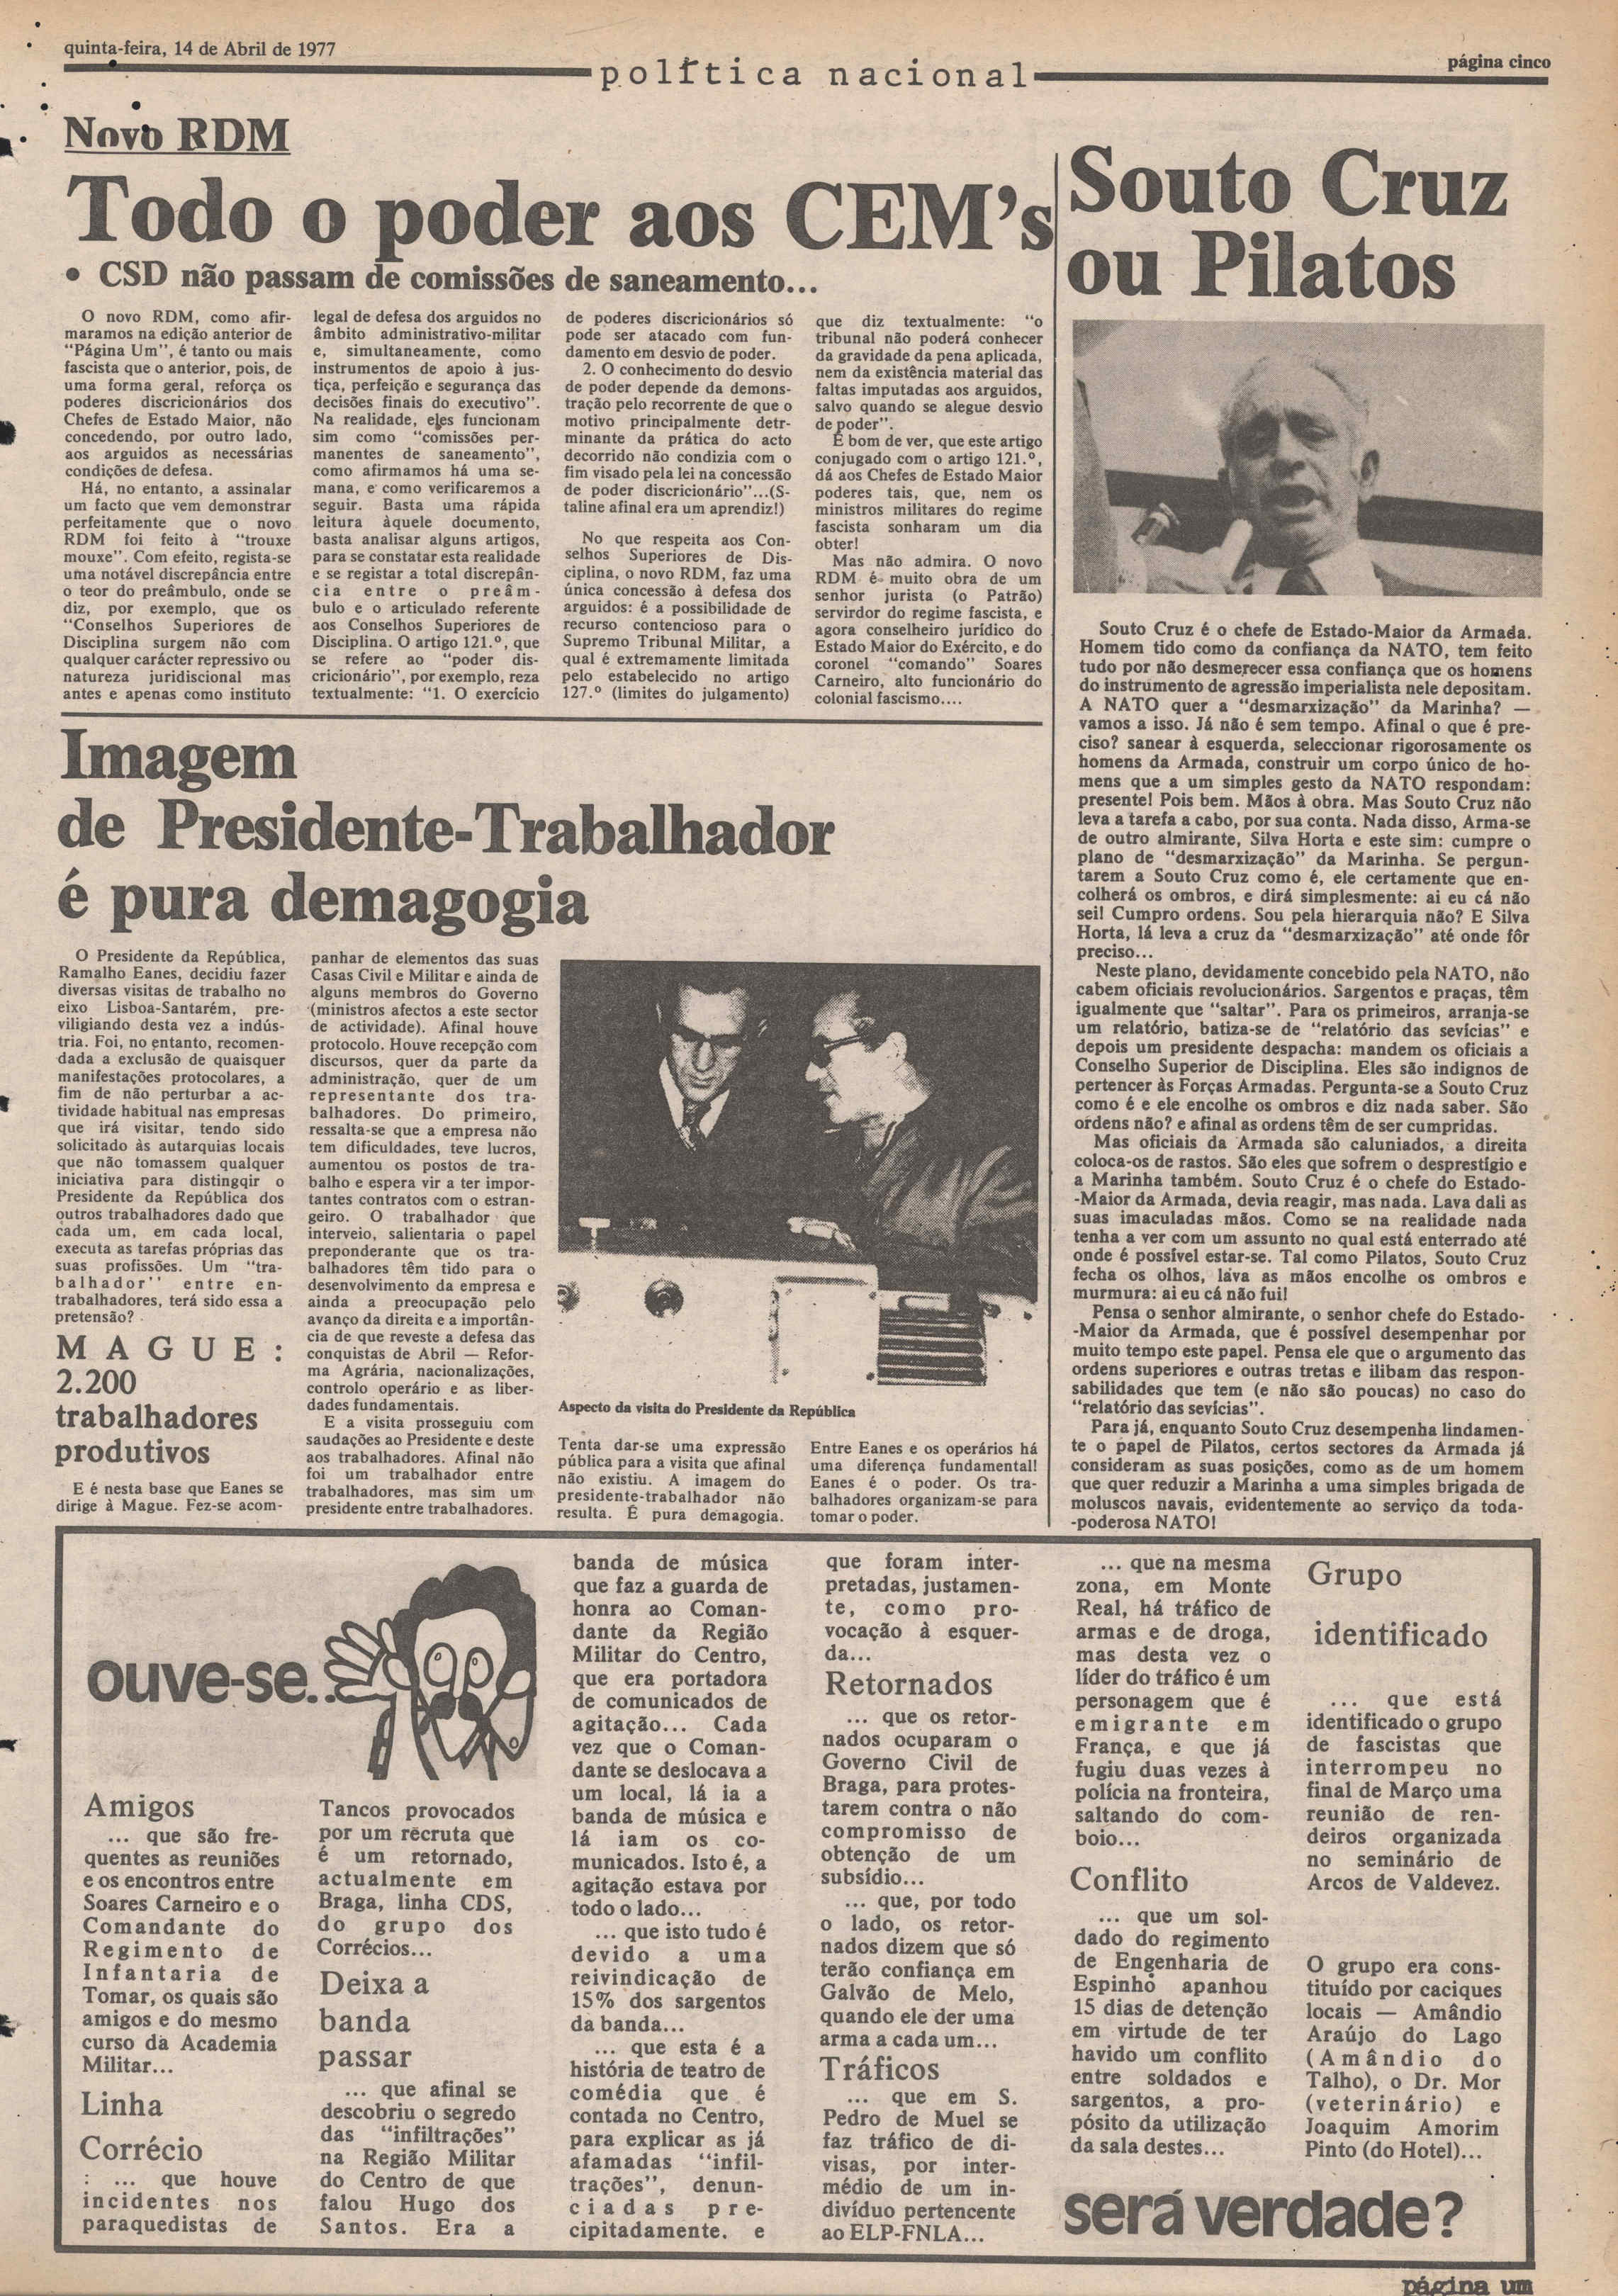 quinta-feira, 14 de Abril de 1977
política nacional
página cinco
Novo RDM
Todo o poder aos CEM's
• CSD não passam de comissões de saneamento...
O novo RDM, como afir-
maramos na edição anterior de
"Página Um", é tanto ou mais
fascista que o anterior, pois, de
uma forma geral, reforça os
poderes discricionários dos
Chefes de Estado Maior, não
concedendo, por outro lado,
aos arguidos as necessárias
condições de defesa.
Há, no entanto, a assinalar
um facto que vem demonstrar
perfeitamente que o novo
RDM foi feito à "trouxe
mouxe". Com efeito, regista-se
uma notável discrepância entre
o teor do preâmbulo, onde se
diz, por exemplo, que os
"Conselhos Superiores de
Disciplina surgem não com
qualquer carácter repressivo ou
natureza juridiscional mas
antes e apenas como instituto
legal de defesa dos arguidos no
âmbito administrativo-militar
e, simultaneamente, como
instrumentos de apoio à jus-
tiça, perfeição e segurança das
decisões finais do executivo".
Na realidade, eles funcionam
sim como "comissões per-
manentes de saneamento",
como afirmamos há uma se-
mana, e como verificaremos a
seguir. Basta uma rápida
leitura àquele documento,
basta analisar alguns artigos,
para se constatar esta realidade
e se registar a total discrepân-
cia entre o preâm-
bulo e o articulado referente
aos Conselhos Superiores de
Disciplina. O artigo 121.º, que
se refere ao "poder dis-
cricionário", por exemplo, reza
textualmente: "1. O exercício
de poderes discricionários só
pode ser atacado com fun-
damento em desvio de poder.
2. O conhecimento do desvio
de poder depende da demons-
tração pelo recorrente de que o
motivo principalmente detr-
minante da prática do acto
decorrido não condizia com o
fim visado pela lei na concessão
de poder discricionário"...(S-
taline afinal era um aprendiz!)
No que respeita aos Con-
selhos Superiores de Dis-
ciplina, o novo RDM, faz uma
única concessão à defesa dos
arguidos: é a possibilidade de
recurso contencioso para o
Supremo Tribunal Militar, a
qual é extremamente limitada
pelo estabelecido no artigo
127.º (limites do julgamento)
que diz textualmente: "o
tribunal não poderá conhecer
da gravidade da pena aplicada,
nem da existência material das
faltas imputadas aos arguidos,
salvo quando se alegue desvio
de poder".
É bom de ver, que este artigo
conjugado com o artigo 121.º,
dá aos Chefes de Estado Maior
poderes tais, que, nem os
ministros militares do regime
fascista sonharam um dia
obter!
Mas não admira. O novo
RDM é muito obra de um
senhor jurista (o Patrão)
servirdor do regime fascista, e
agora conselheiro jurídico do
Estado Maior do Exército, e do
coronel "comando" Soares
Carneiro, alto funcionário do
colonial fascismo....
Souto Cruz
ou Pilatos
Souto Cruz é o chefe de Estado-Maior da Armada.
Homem tido como da confiança da NATO, tem feito
tudo por não desmerecer essa confiança que os homens
do instrumento de agressão imperialista nele depositam.
A NATO quer a "desmarxização" da Marinha? —
vamos a isso. Já não é sem tempo. Afinal o que é pre-
ciso? sanear à esquerda, seleccionar rigorosamente os
homens da Armada, construir um corpo único de ho-
mens que a um simples gesto da NATO respondam:
presente! Pois bem. Mãos à obra. Mas Souto Cruz não
leva a tarefa a cabo, por sua conta. Nada disso, Arma-se
de outro almirante, Silva Horta e este sim: cumpre o
plano de "desmarxização" da Marinha. Se pergun-
tarem a Souto Cruz como é, ele certamente que en-
colherá os ombros, e dirá simplesmente: ai eu cá não
sei! Cumpro ordens. Sou pela hierarquia não? E Silva
Horta, lá leva a cruz da "desmarxização" até onde fôr
preciso...
Neste plano, devidamente concebido pela NATO, não
cabem oficiais revolucionários. Sargentos e praças, têm
igualmente que "saltar". Para os primeiros, arranja-se
um relatório, batiza-se de "relatório das sevícias" e
depois um presidente despacha: mandem os oficiais a
Conselho Superior de Disciplina. Eles são indignos de
pertencer às Forças Armadas. Pergunta-se a Souto Cruz
como é e ele encolhe os ombros e diz nada saber. São
ordens não? e afinal as ordens têm de ser cumpridas.
Mas oficiais da Armada são caluniados, a direita
coloca-os de rastos. São eles que sofrem o desprestígio e
a Marinha também. Souto Cruz é o chefe do Estado-
-Maior da Armada, devia reagir, mas nada. Lava dali as
suas imaculadas mãos. Como se na realidade nada
tenha a ver com um assunto no qual está enterrado até
onde é possível estar-se. Tal como Pilatos, Souto Cruz
fecha os olhos, lava as mãos encolhe os ombros e
murmura: ai eu cá não fui!
Pensa o senhor almirante, o senhor chefe do Estado-
-Maior da Armada, que é possível desempenhar por
muito tempo este papel. Pensa ele que o argumento das
ordens superiores e outras tretas e ilibam das respon-
sabilidades que tem (e não são poucas) no caso do
"relatório das sevícias".
Para já, enquanto Souto Cruz desempenha lindamen-
te o papel de Pilatos, certos sectores da Armada já
consideram as suas posições, como as de um homem
que quer reduzir a Marinha a uma simples brigada de
moluscos navais, evidentemente ao serviço da toda-
-poderosa NATO!
Imagem
de Presidente-Trabalhador
é pura demagogia
O Presidente da República,
Ramalho Eanes, decidiu fazer
diversas visitas de trabalho no
eixo Lisboa-Santarém, pre-
viligiando desta vez a indús-
tria. Foi, no entanto, recomen-
dada a exclusão de quaisquer
manifestações protocolares, a
fim de não perturbar a ac-
tividade habitual nas empresas
que irá visitar, tendo sido
solicitado às autarquias locais
que não tomassem qualquer
iniciativa para distingqir o
Presidente da República dos
outros trabalhadores dado que
cada um, em cada local,
executa as tarefas próprias das
suas profissões. Um "tra-
balhador" entre en-
trabalhadores, terá sido essa a
pretensão?
MAGUE:
2.200
trabalhadores
produtivos
E é nesta base que Eanes se
dirige à Mague. Fez-se acom-
panhar de elementos das suas
Casas Civil e Militar e ainda de
alguns membros do Governo
(ministros afectos a este sector
de actividade). Afinal houve
protocolo. Houve recepção com
discursos, quer da parte da
administração, quer de um
representante dos tra-
balhadores. Do primeiro,
ressalta-se que a empresa não
tem dificuldades, teve lucros,
aumentou os postos de tra-
balho e espera vir a ter impor-
tantes contratos com o estran-
geiro. O trabalhador que
interveio, salientaria o papel
preponderante que os tra-
balhadores têm tido para o
desenvolvimento da empresa e
ainda a preocupação pelo
avanço da direita e a importân-
cia de que reveste a defesa das
conquistas de Abril — Refor-
ma Agrária, nacionalizações,
controlo operário e as liber-
dades fundamentais.
E a visita prosseguiu com
saudações ao Presidente e deste
aos trabalhadores. Afinal não
foi um trabalhador entre
trabalhadores, mas sim um
presidente entre trabalhadores.
Aspecto da visita do Presidente da República
Tenta dar-se uma expressão
pública para a visita que afinal
não existiu. A imagem do
presidente-trabalhador não
resulta. É pura demagogia.
Entre Eanes e os operários há
uma diferença fundamental!
Eanes é o poder. Os tra-
balhadores organizam-se para
tomar o poder.
ouve-se..
Amigos
... que são fre-
quentes as reuniões
e os encontros entre
Soares Carneiro e o
Comandante do
Regimento de
Infantaria de
Tomar, os quais são
amigos e do mesmo
curso da Academia
Militar...
Linha
Corrécio
: ... que houve
incidentes nos
paraquedistas de
Tancos provocados
por um recruta que
é um retornado,
actualmente em
Braga, linha CDS,
do grupo dos
Corrécios...
Deixa a
banda
passar
... que afinal se
descobriu o segredo
das "infiltrações"
na Região Militar
do Centro de que
falou Hugo dos
Santos. Era a
banda de música
que faz a guarda de
honra ao Coman-
dante da Região
Militar do Centro,
que era portadora
de comunicados de
agitação... Cada
vez que o Coman-
dante se deslocava a
um local, lá ia a
banda de música e
lá iam os co-
municados. Isto é, a
agitação estava por
todo o lado...
... que isto tudo é
devido a uma
reivindicação de
15% dos sargentos
da banda...
... que esta é a
história de teatro de
comédia que é
contada no Centro,
para explicar as já
afamadas "infil-
trações", denun-
ciadas pre-
cipitadamente, e
que foram inter-
pretadas, justamen-
te, como pro-
vocação à esquer-
da...
Retornados
... que os retor-
nados ocuparam o
Governo Civil de
Braga, para protes-
tarem contra o não
compromisso de
obtenção de um
subsídio...
... que, por todo
o lado, os retor-
nados dizem que só
terão confiança em
Galvão de Melo,
quando ele der uma
arma a cada um...
Tráficos
... que em S.
Pedro de Muel se
faz tráfico de di-
visas, por inter-
médio de um in-
divíduo pertencente
ao ELP-FNLA...
... que na mesma
zona, em Monte
Real, há tráfico de
armas e de droga,
mas desta vez o
líder do tráfico é um
personagem que é
emigrante em
França, e que já
fugiu duas vezes à
polícia na fronteira,
saltando do com-
boio...
Conflito
... que um sol-
dado do regimento
de Engenharia de
Espinho apanhou
15 dias de detenção
em virtude de ter
havido um conflito
entre soldados e
sargentos, a pro-
pósito da utilização
da sala destes...
Grupo
identificado
... que está
identificado o grupo
de fascistas que
interrompeu no
final de Março uma
reunião de ren-
deiros organizada
no seminário de
Arcos de Valdevez.
O grupo era cons-
tituído por caciques
locais — Amândio
Araújo do Lago
(Amândio do
Talho), o Dr. Mor
(veterinário) e
Joaquim Amorim
Pinto (do Hotel)...
será verdade?
página um